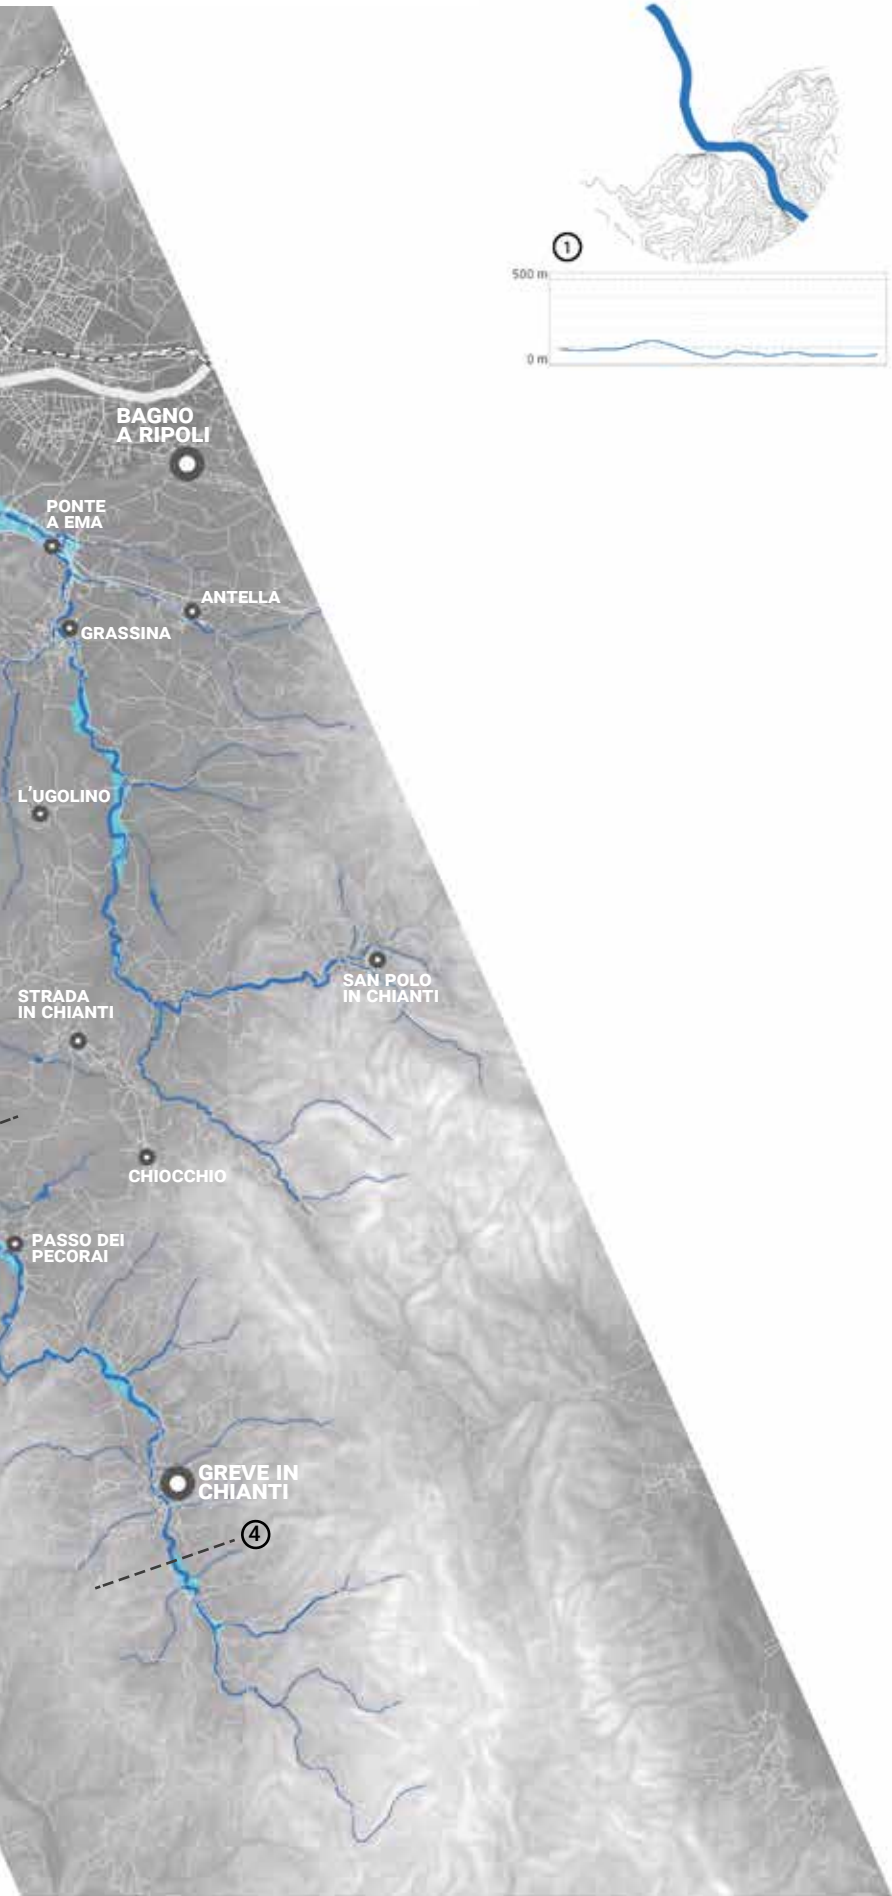 1
500 m
0 m
BAGNO
A RIPOLI
PONTE
A EMA
ANTELLA
GRASSINA
L'UGOLINO
SAN POLO
IN CHIANTI
STRADA
IN CHIANTI
CHIOCCHIO
PASSO DEI
PECORAI
GREVE IN
CHIANTI
4